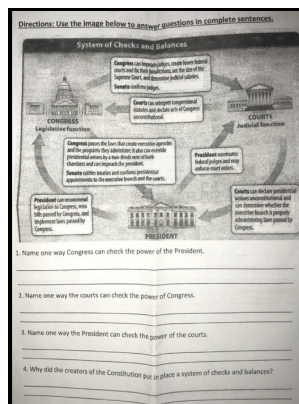 Directions: Use the image below to answer questions in complete sentences.
System of Checks and Balances
Congress can impeach judges, create lower federal
courts and fix their jurisdictions, set the size of the
Supreme Court, and determine judicial salaries.
Senate confirms judges.
CONGRESS
Legislative function
Courts can interpret congressional
statutes and declare acts of Congress
unconstitutional.
COURTS
Judicial function
Congress passes the laws that create executive agencies
and the programs they administer. It also can override
presidential vetoes by a two-thirds vote of both
chambers and can impeach the president.
Senate ratifies treaties and confirms presidential
appointments to the executive branch and the courts.
President nominates
federal judges and may
enforce court orders.
President can recommend
legislation to Congress, veto
bills passed by Congress, and
implement laws passed by
Congress.
PRESIDENT
Courts can declare presidential
actions unconstitutional and
can determine whether the
executive branch is properly
administering laws passed by
Congress.
1. Name one way Congress can check the power of the President.
2. Name one way the courts can check the power of Congress.
3. Name one way the President can check the power of the courts.
4. Why did the creators of the Constitution put in place a system of checks and balances?